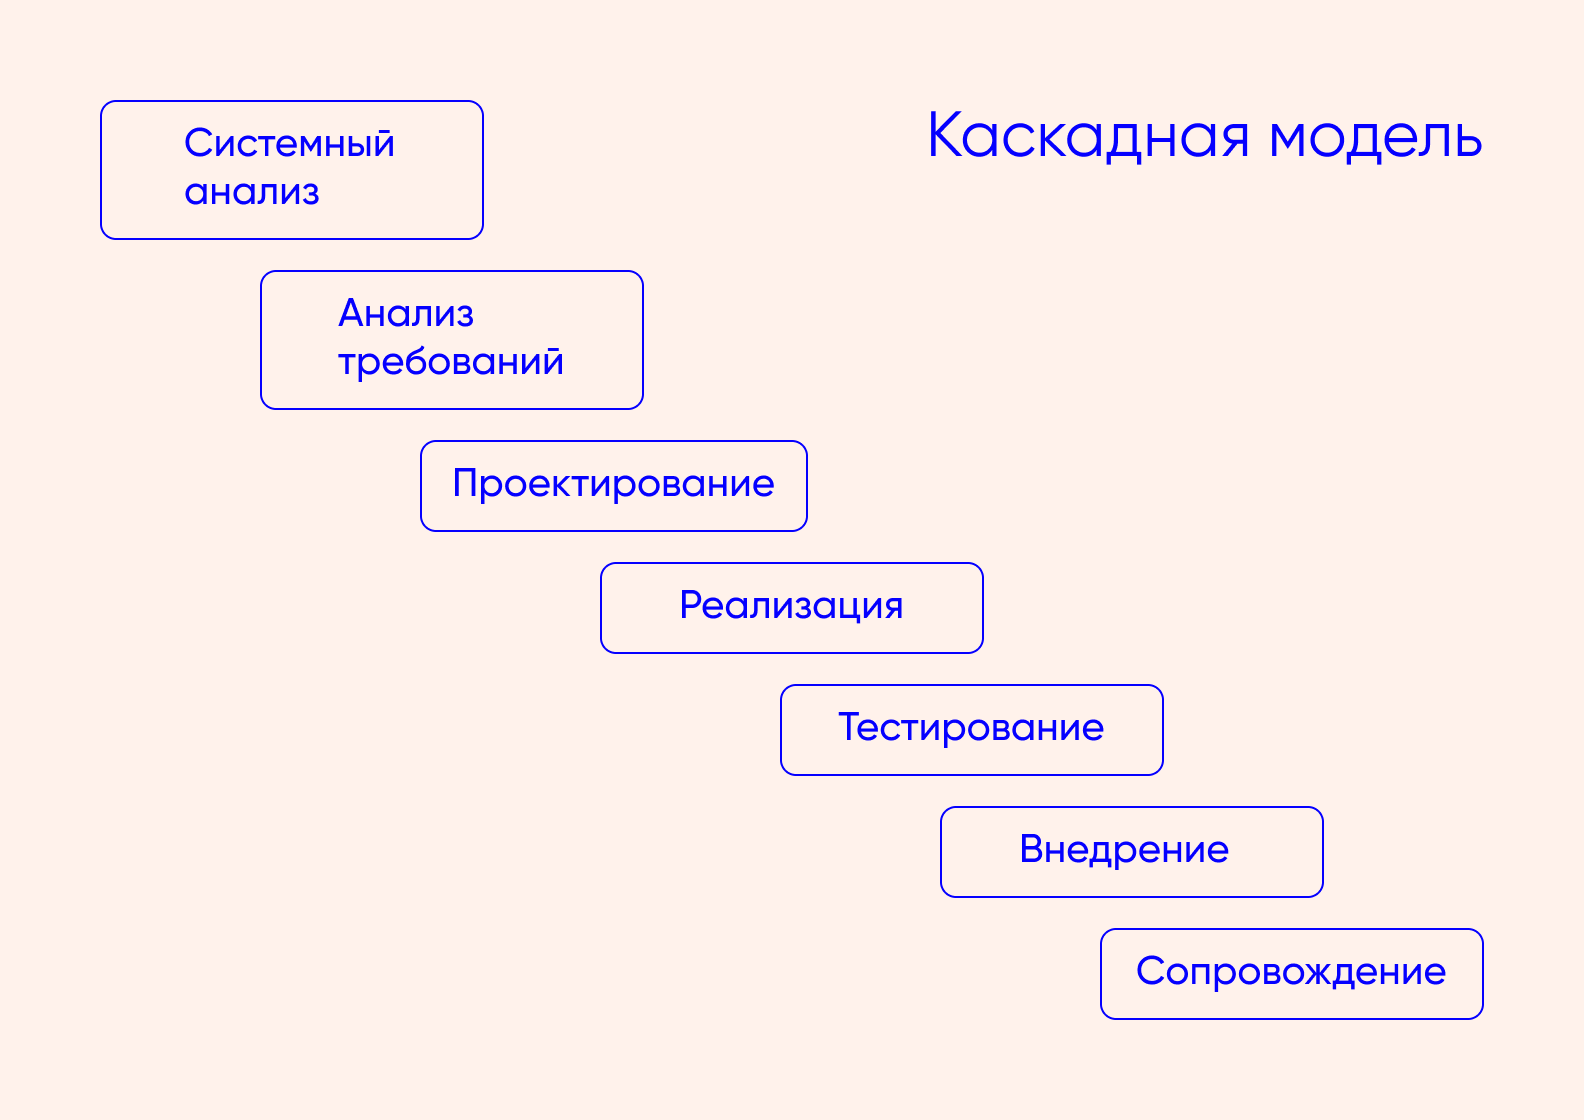 Каскадная модель
Системный
анализ
Анализ
требований
Проектирование
Реализация
Тестирование
Внедрение
Сопровождение